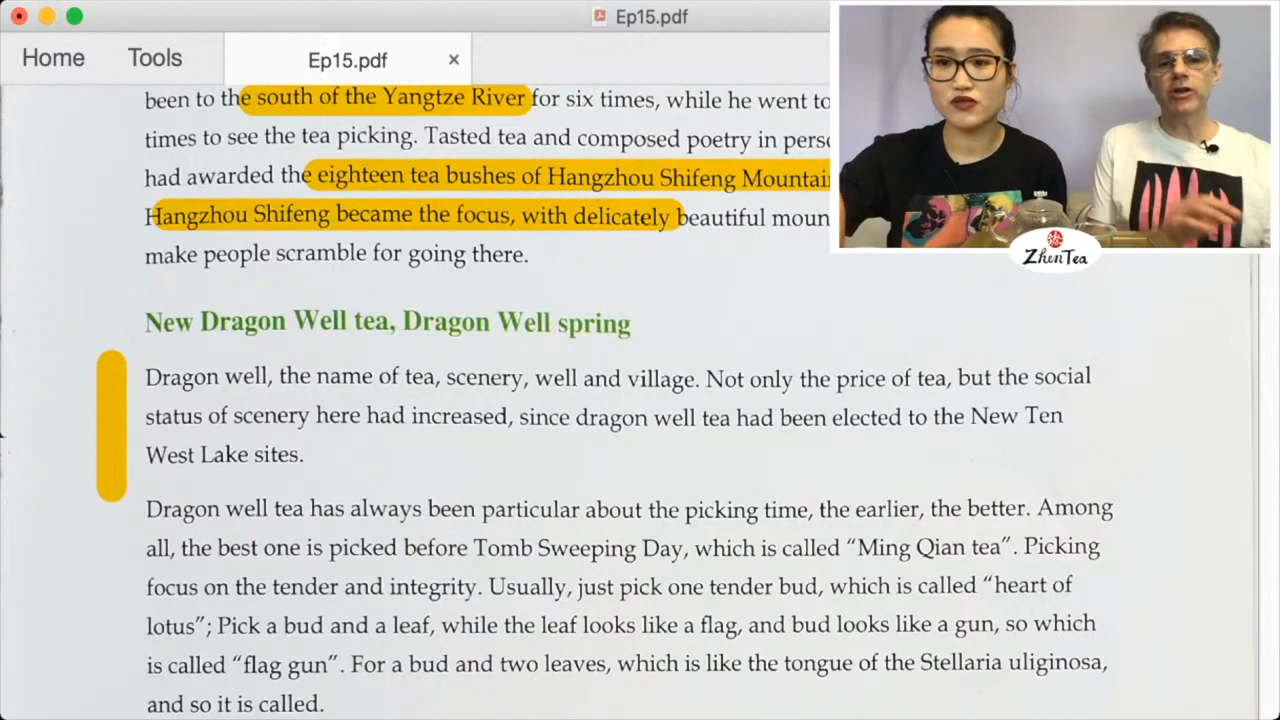 Ep15.pdf
Home Tools Ep15.pdf ×
been to the south of the Yangtze River for six times, while he went to
times to see the tea picking. Tasted tea and composed poetry in pers
had awarded the eighteen tea bushes of Hangzhou Shifeng Mountai
Hangzhou Shifeng became the focus, with delicately beautiful moun
make people scramble for going there.
ZhenTea
New Dragon Well tea, Dragon Well spring
Dragon well, the name of tea, scenery, well and village. Not only the price of tea, but the social
status of scenery here had increased, since dragon well tea had been elected to the New Ten
West Lake sites.
Dragon well tea has always been particular about the picking time, the earlier, the better. Among
all, the best one is picked before Tomb Sweeping Day, which is called “Ming Qian tea”. Picking
focus on the tender and integrity. Usually, just pick one tender bud, which is called “heart of
lotus”; Pick a bud and a leaf, while the leaf looks like a flag, and bud looks like a gun, so which
is called “flag gun”. For a bud and two leaves, which is like the tongue of the Stellaria uliginosa,
and so it is called.